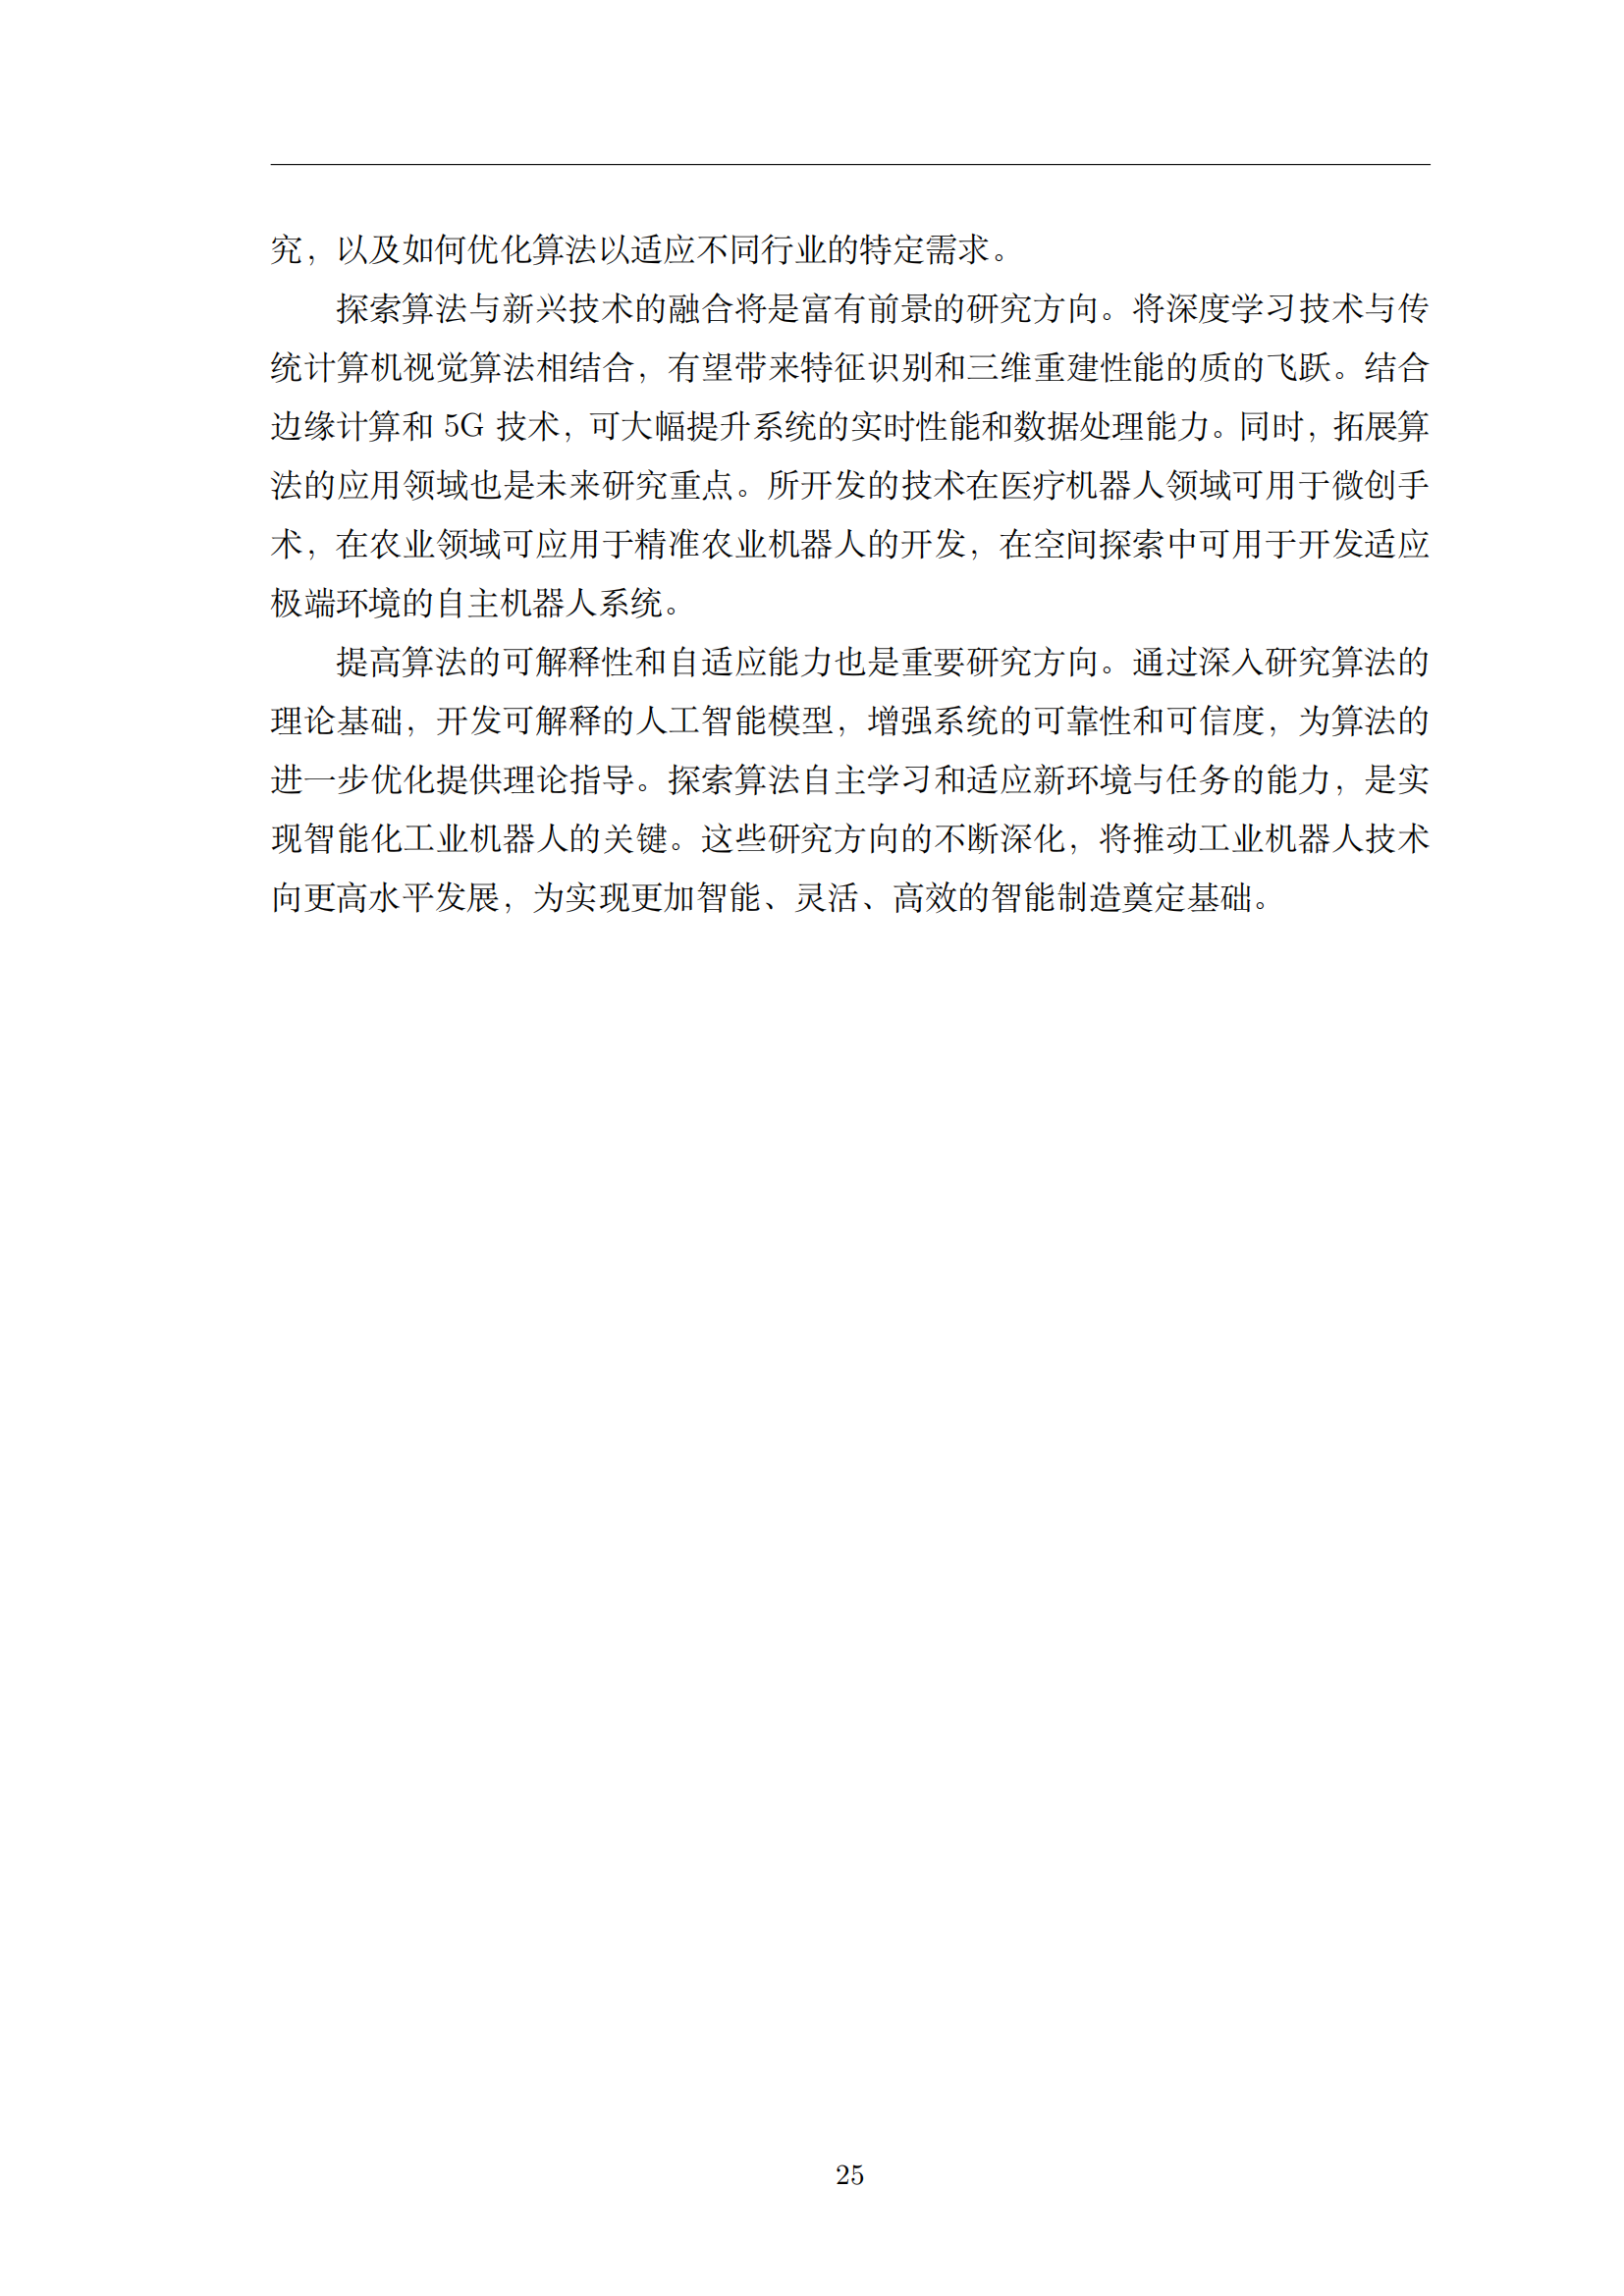 究，以及如何优化算法以适应不同行业的特定需求。
探索算法与新兴技术的融合将是富有前景的研究方向。将深度学习技术与传
统计算机视觉算法相结合，有望带来特征识别和三维重建性能的质的飞跃。结合
边缘计算和 5G 技术，可大幅提升系统的实时性能和数据处理能力。同时，拓展算
法的应用领域也是未来研究重点。所开发的技术在医疗机器人领域可用于微创手
术，在农业领域可应用于精准农业机器人的开发，在空间探索中可用于开发适应
极端环境的自主机器人系统。
提高算法的可解释性和自适应能力也是重要研究方向。通过深入研究算法的
理论基础，开发可解释的人工智能模型，增强系统的可靠性和可信度，为算法的
进一步优化提供理论指导。探索算法自主学习和适应新环境与任务的能力，是实
现智能化工业机器人的关键。这些研究方向的不断深化，将推动工业机器人技术
向更高水平发展，为实现更加智能、灵活、高效的智能制造奠定基础。
25